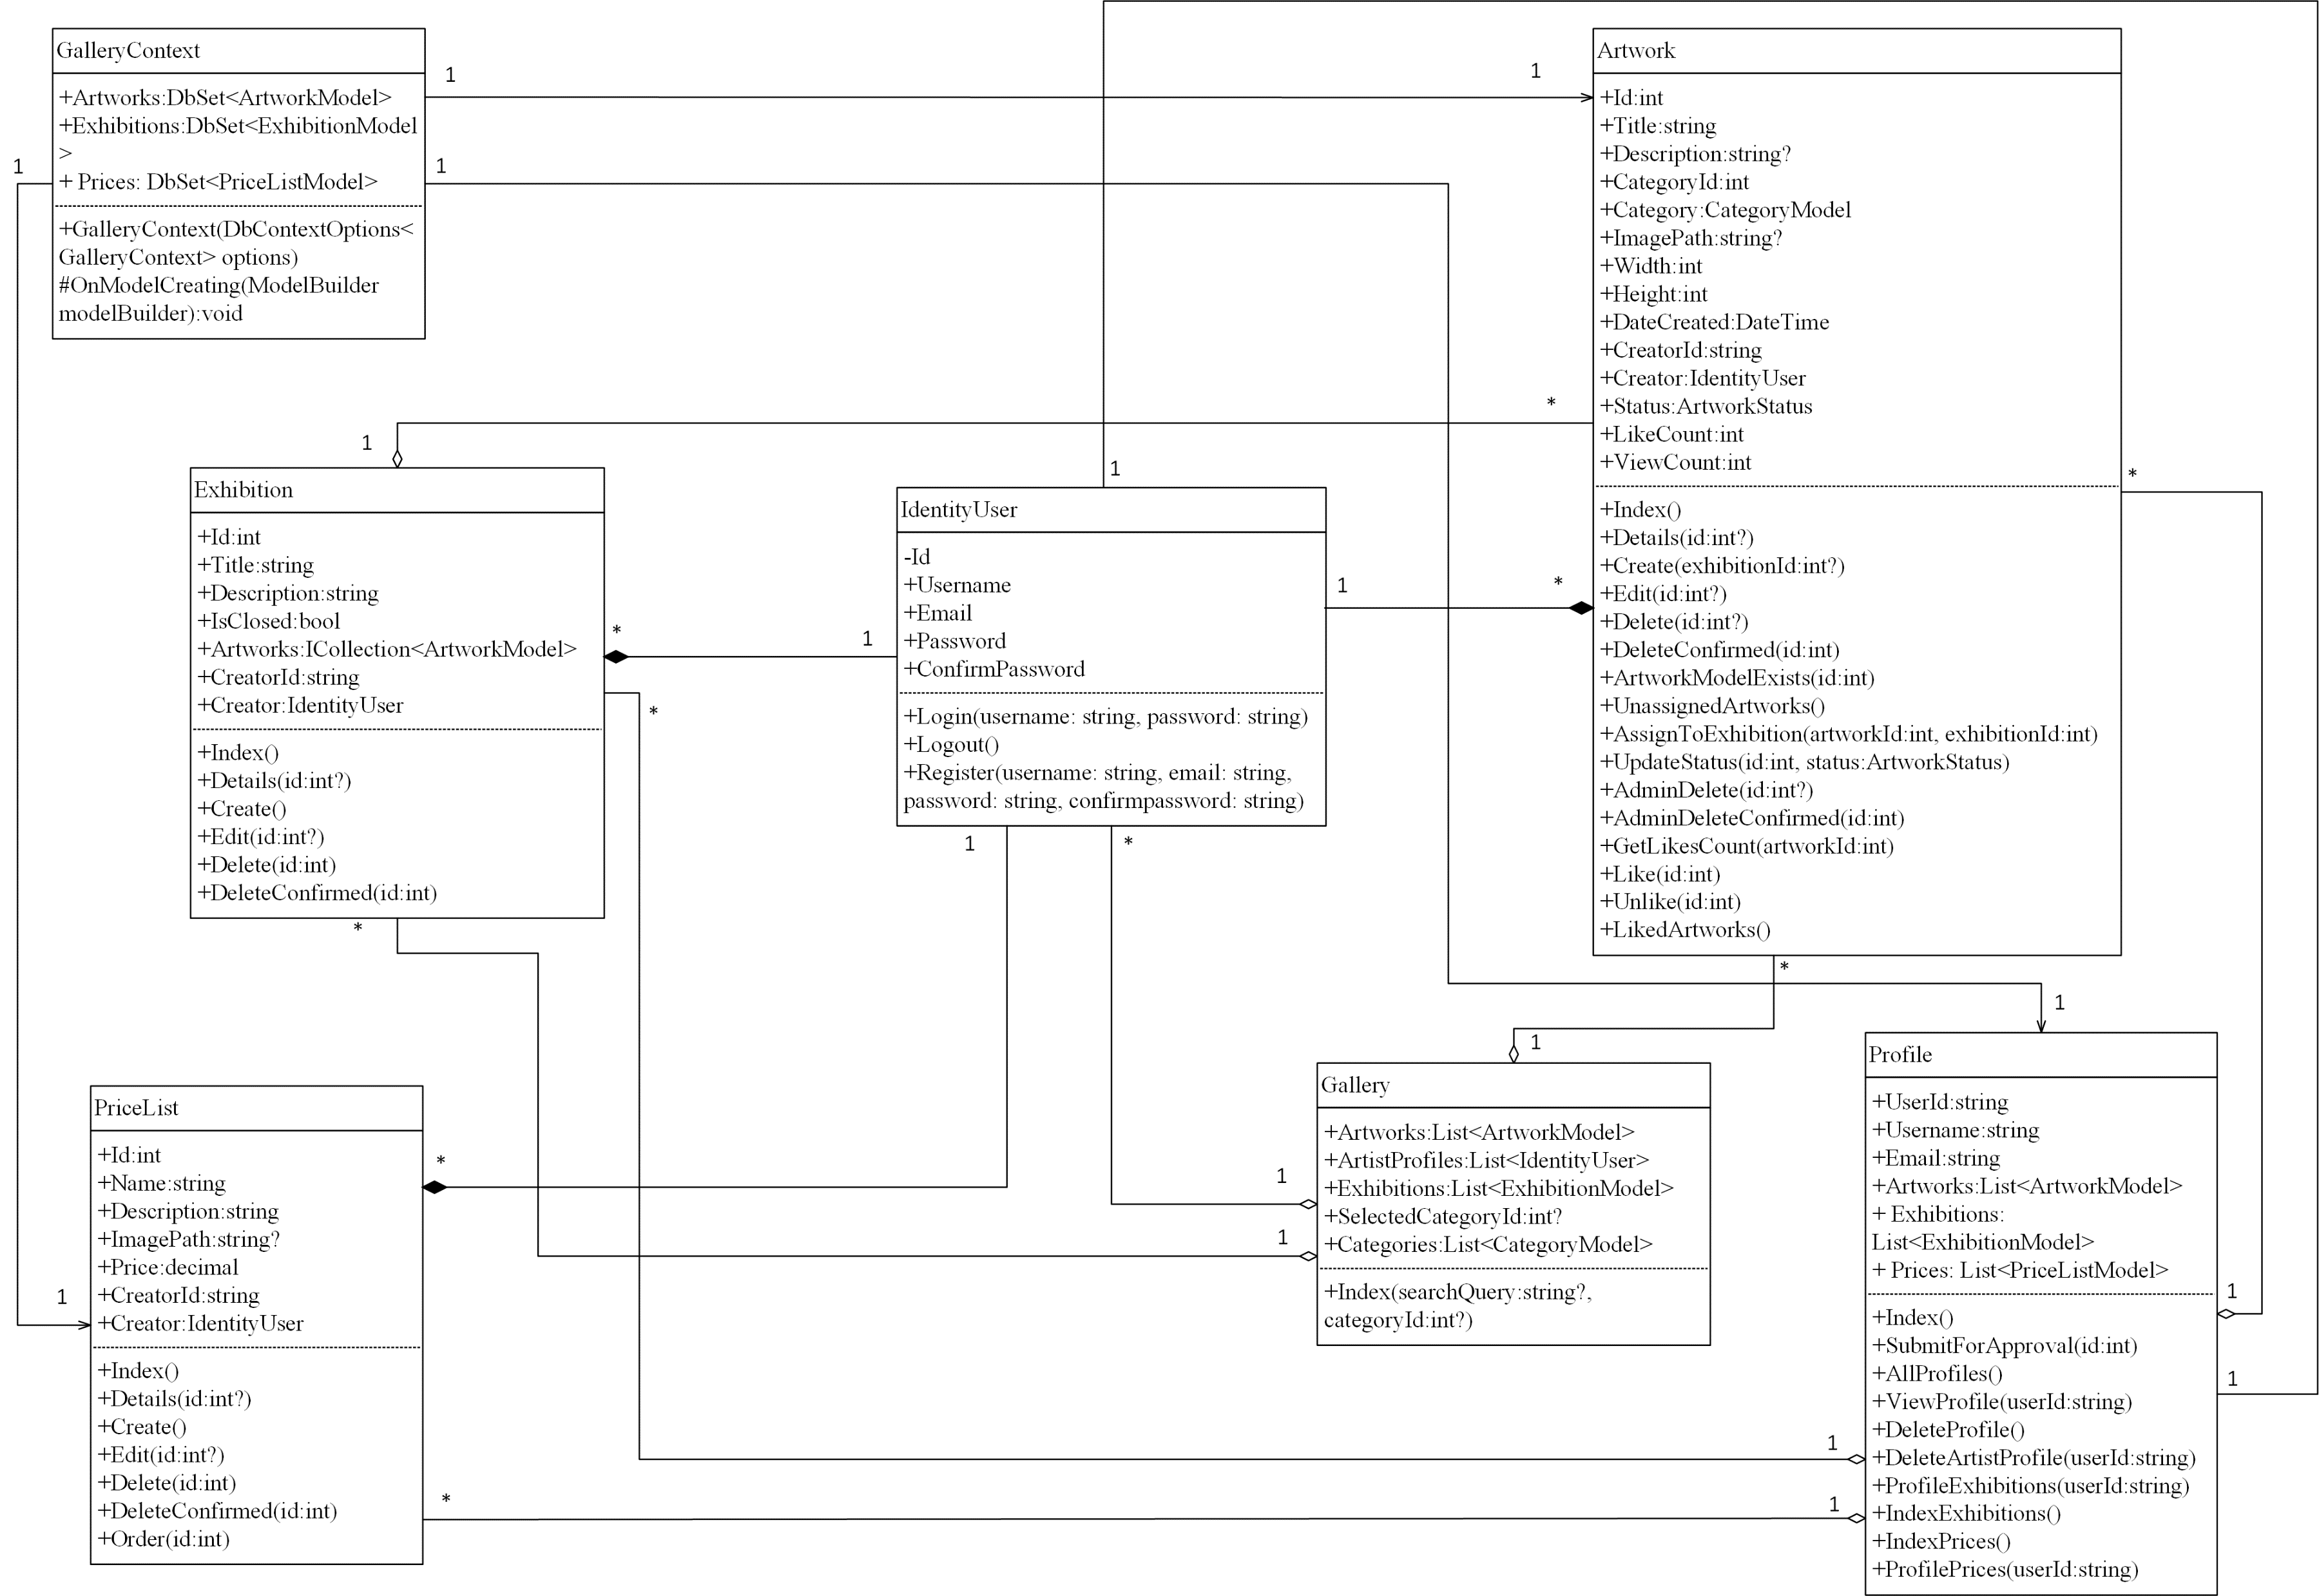 GalleryContext
+Artworks:DbSet<ArtworkModel>
+Exhibitions:DbSet<ExhibitionModel
>
+ Prices: DbSet<PriceListModel>
+GalleryContext(DbContextOptions<
GalleryContext> options)
#OnModelCreating(ModelBuilder
modelBuilder):void
1
1
1
1
Artwork
+Id:int
+Title:string
+Description:string?
+CategoryId:int
+Category:CategoryModel
+ImagePath:string?
+Width:int
+Height:int
+DateCreated:DateTime
+CreatorId:string
+Creator:IdentityUser
+Status:ArtworkStatus
+LikeCount:int
+ViewCount:int
+Index()
+Details(id:int?)
+Create(exhibitionId:int?)
+Edit(id:int?)
+Delete(id:int?)
+DeleteConfirmed(id:int)
+ArtworkModelExists(id:int)
+UnassignedArtworks()
+AssignToExhibition(artworkId:int, exhibitionId:int)
+UpdateStatus(id:int, status:ArtworkStatus)
+AdminDelete(id:int?)
+AdminDeleteConfirmed(id:int)
+GetLikesCount(artworkId:int)
+Like(id:int)
+Unlike(id:int)
+LikedArtworks()
*
*
*
*
1
Exhibition
+Id:int
+Title:string
+Description:string
+IsClosed:bool
+Artworks:ICollection<ArtworkModel>
+CreatorId:string
+Creator:IdentityUser
+Index()
+Details(id:int?)
+Create()
+Edit(id:int?)
+Delete(id:int)
+DeleteConfirmed(id:int)
*
*
*
1
IdentityUser
-Id
+Username
+Email
+Password
+ConfirmPassword
+Login(username: string, password: string)
+Logout()
+Register(username: string, email: string,
password: string, confirmpassword: string)
1
1
1
*
PriceList
+Id:int
+Name:string
+Description:string
+ImagePath:string?
+Price:decimal
+CreatorId:string
+Creator:IdentityUser
+Index()
+Details(id:int?)
+Create()
+Edit(id:int?)
+Delete(id:int)
+DeleteConfirmed(id:int)
+Order(id:int)
1
*
*
1
Gallery
+Artworks:List<ArtworkModel>
+ArtistProfiles:List<IdentityUser>
+Exhibitions:List<ExhibitionModel>
+SelectedCategoryId:int?
+Categories:List<CategoryModel>
+Index(searchQuery:string?,
categoryId:int?)
1
1
1
Profile
+UserId:string
+Username:string
+Email:string
+Artworks:List<ArtworkModel>
+ Exhibitions:
List<ExhibitionModel>
+ Prices: List<PriceListModel>
+Index()
+SubmitForApproval(id:int)
+AllProfiles()
+ViewProfile(userId:string)
+DeleteProfile()
+DeleteArtistProfile(userId:string)
+ProfileExhibitions(userId:string)
+IndexExhibitions()
+IndexPrices()
+ProfilePrices(userId:string)
1
1
1
1